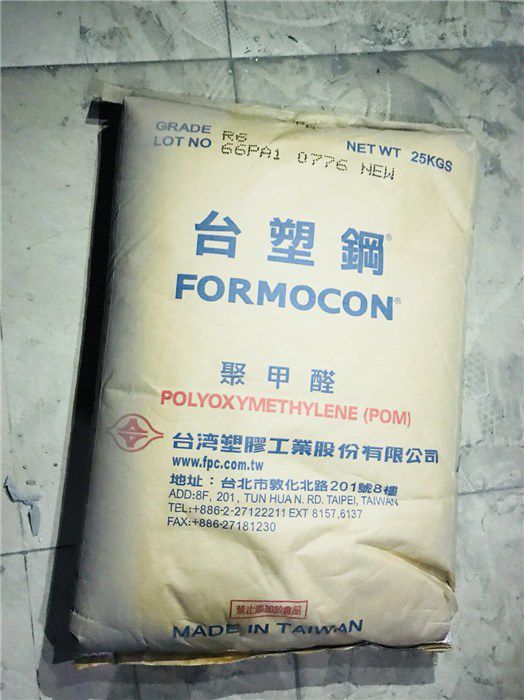 GRADE R6
LOT NO 66PA1 0776 NEW
NET WT 25KGS
台塑鋼®
FORMOCON®
聚甲醛
POLYOXYMETHYLENE (POM)
台湾塑膠工業股份有限公司
www.fpc.com.tw
地址：台北市敦化北路201號8樓
ADD:8F, 201, TUN HUA N. RD. TAIPEI, TAIWAN
TEL:+886-2-27122211 EXT 8157,6137
FAX:+886-27181230
禁止添加於食品
MADE IN TAIWAN